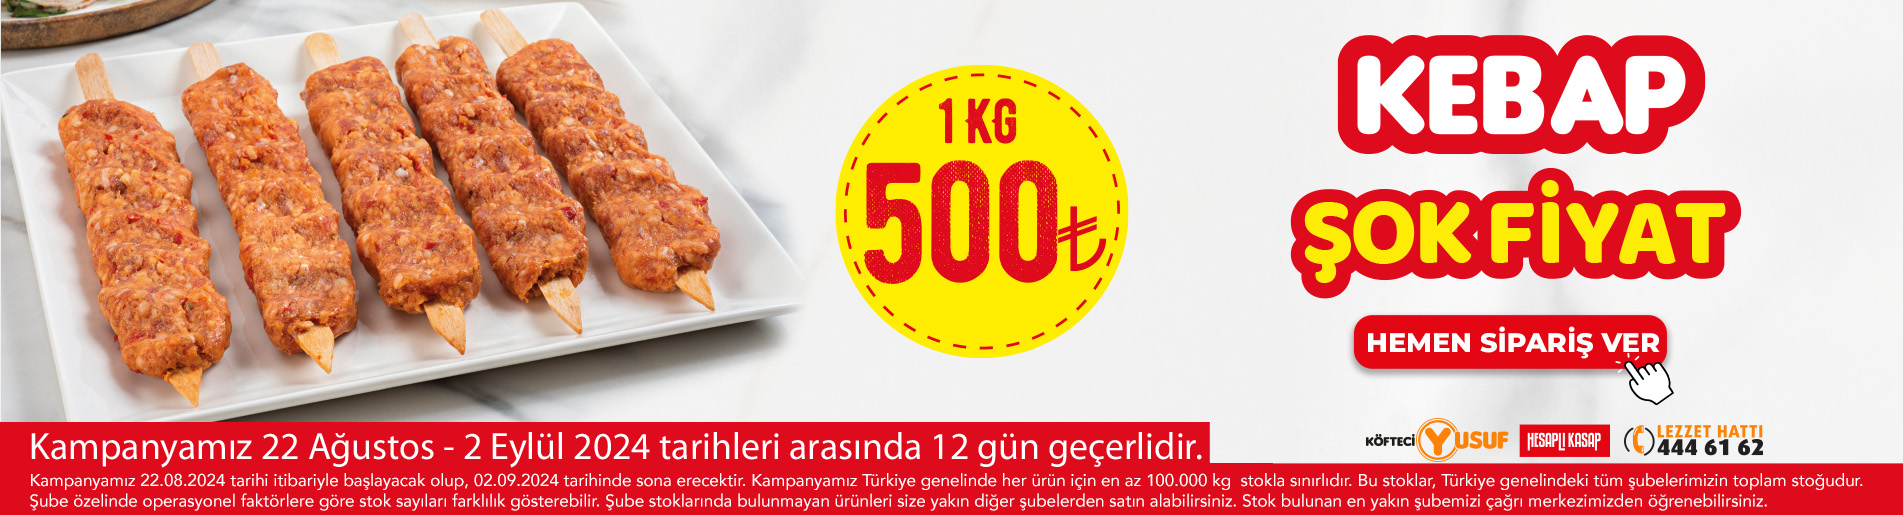 1 KG
500₺
KEBAP
ŞOK FİYAT
HEMEN SİPARİŞ VER
KÖFTECİ YUSUF HESAPLI KASAP LEZZET HATTI
444 61 62
Kampanyamız 22 Ağustos - 2 Eylül 2024 tarihleri arasında 12 gün geçerlidir.
Kampanyamız 22.08.2024 tarihi itibariyle başlayacak olup, 02.09.2024 tarihinde sona erecektir. Kampanyamız Türkiye genelinde her ürün için en az 100.000 kg stokla sınırlıdır. Bu stoklar, Türkiye genelindeki tüm şubelerimizin toplam stoğudur.
Şube özelinde operasyonel faktörlere göre stok sayıları farklılık gösterebilir. Şube stoklarında bulunmayan ürünleri size yakın diğer şubelerden satın alabilirsiniz. Stok bulunan en yakın şubemizi çağrı merkezimizden öğrenebilirsiniz.